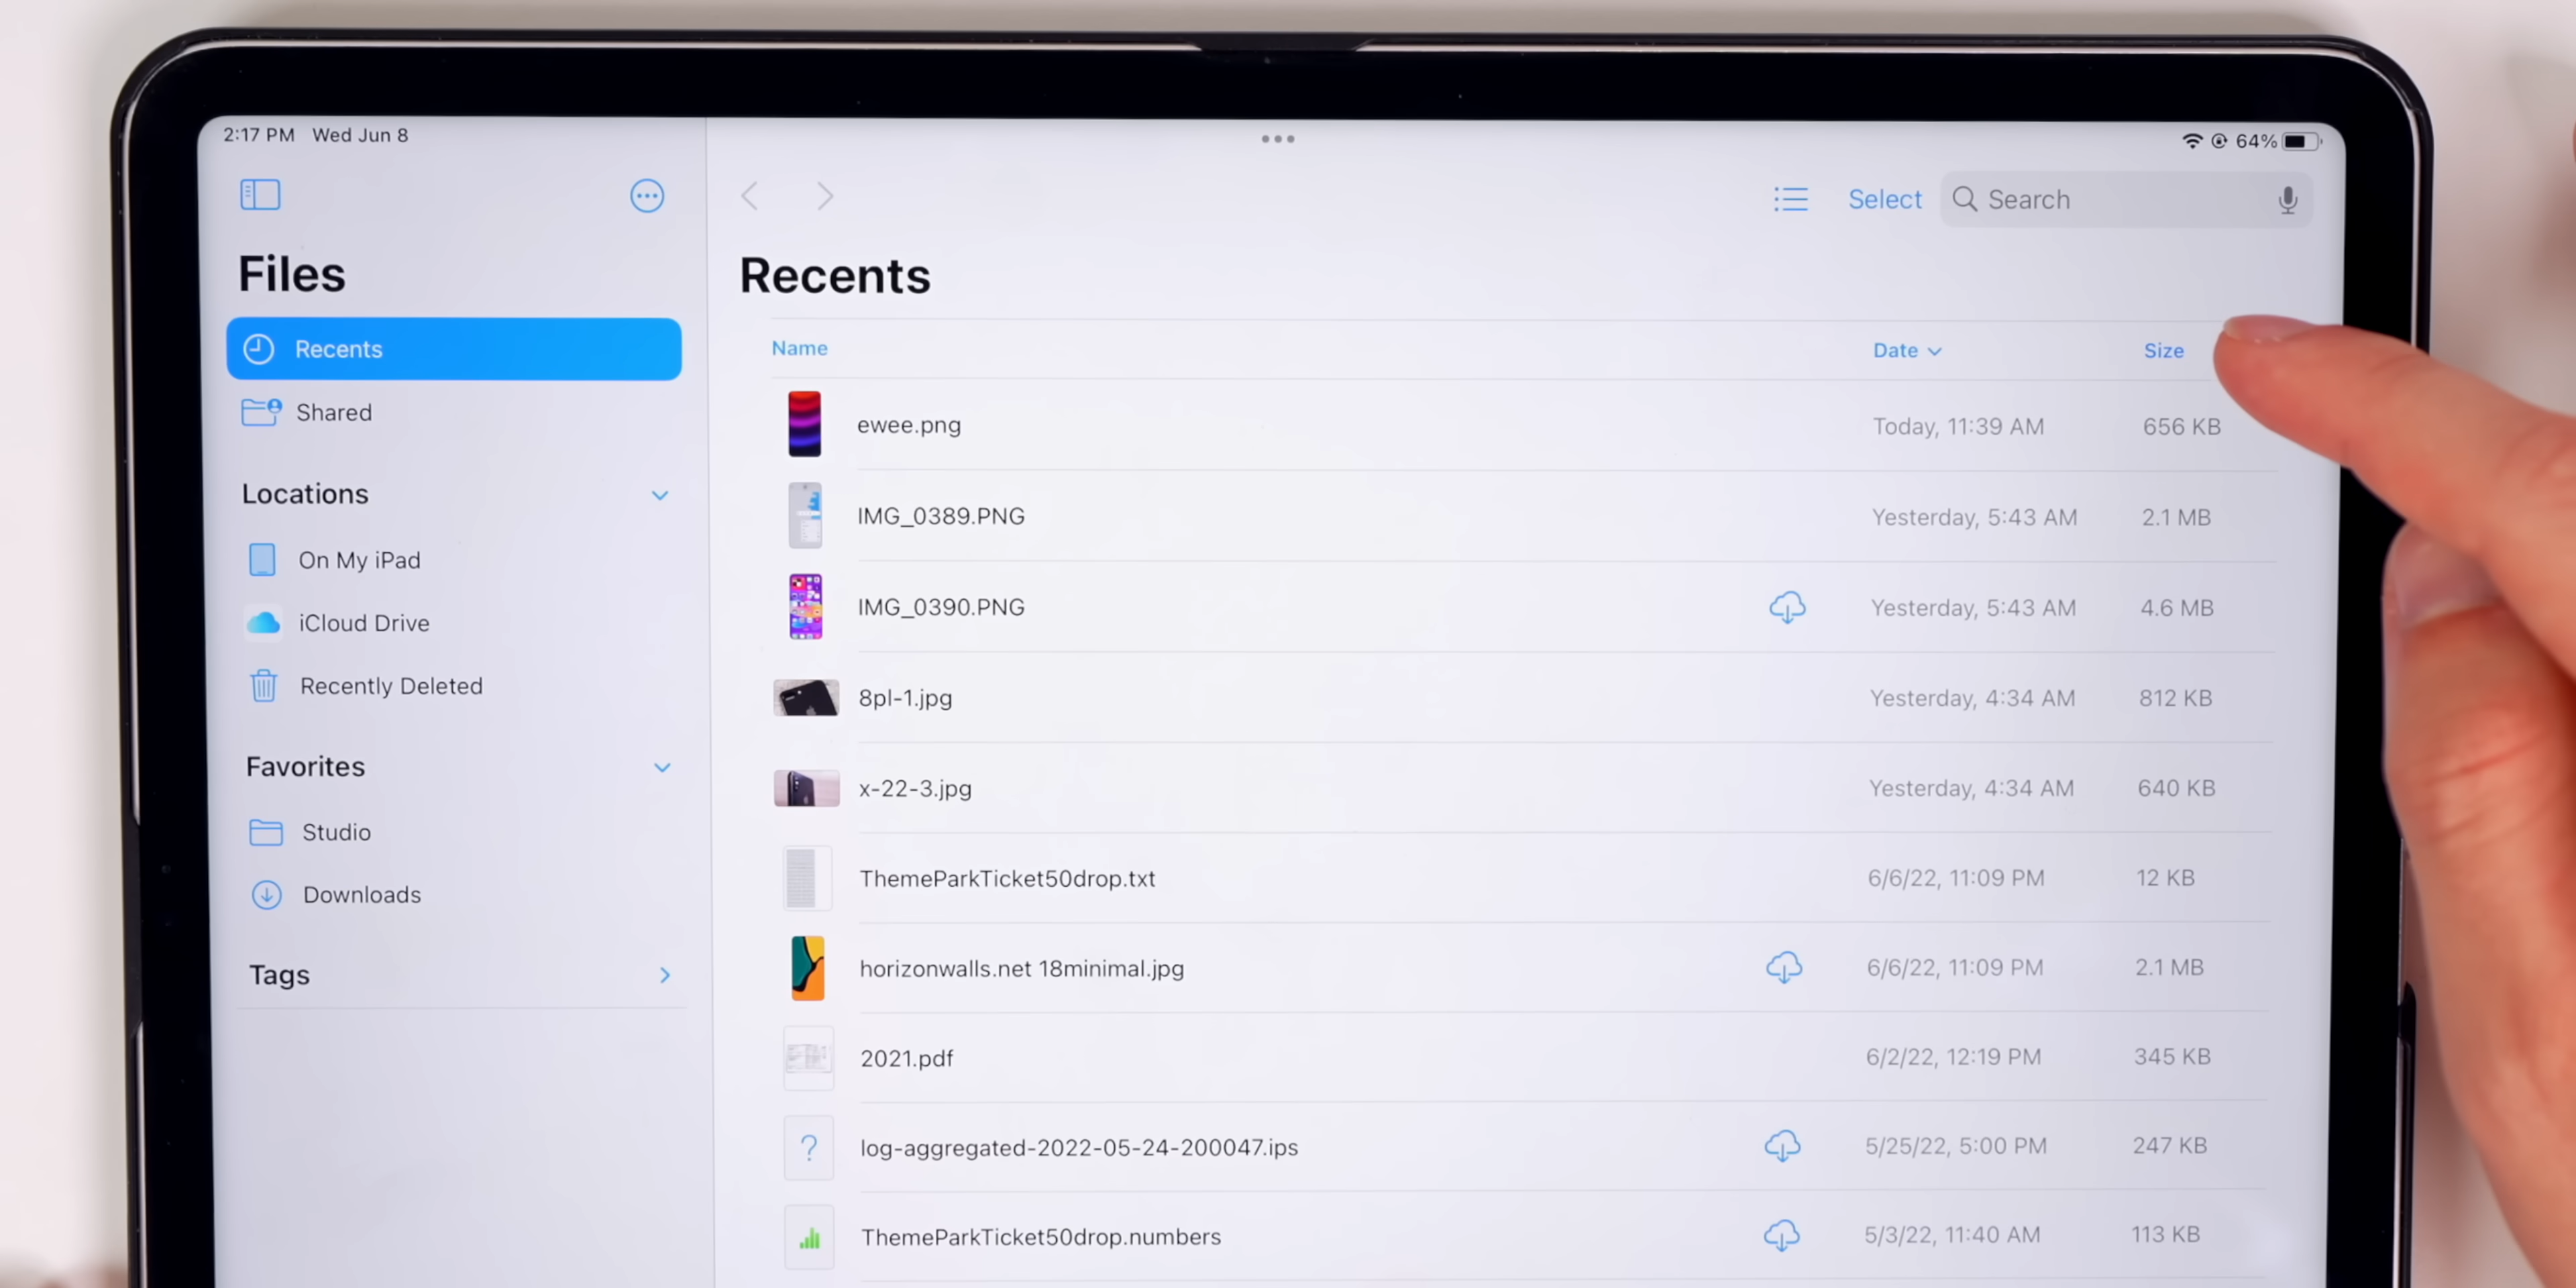 2:17 PM Wed Jun 8
64%
Files
Recents
Shared
Locations
On My iPad
iCloud Drive
Recently Deleted
Favorites
Studio
Downloads
Tags
Select Search
Recents
Name Date Size
ewee.png Today, 11:39 AM 656 KB
IMG_0389.PNG Yesterday, 5:43 AM 2.1 MB
IMG_0390.PNG Yesterday, 5:43 AM 4.6 MB
8pl-1.jpg Yesterday, 4:34 AM 812 KB
x-22-3.jpg Yesterday, 4:34 AM 640 KB
ThemeParkTicket50drop.txt 6/6/22, 11:09 PM 12 KB
horizonwalls.net 18minimal.jpg 6/6/22, 11:09 PM 2.1 MB
2021.pdf 6/2/22, 12:19 PM 345 KB
? log-aggregated-2022-05-24-200047.ips 5/25/22, 5:00 PM 247 KB
ThemeParkTicket50drop.numbers 5/3/22, 11:40 AM 113 KB